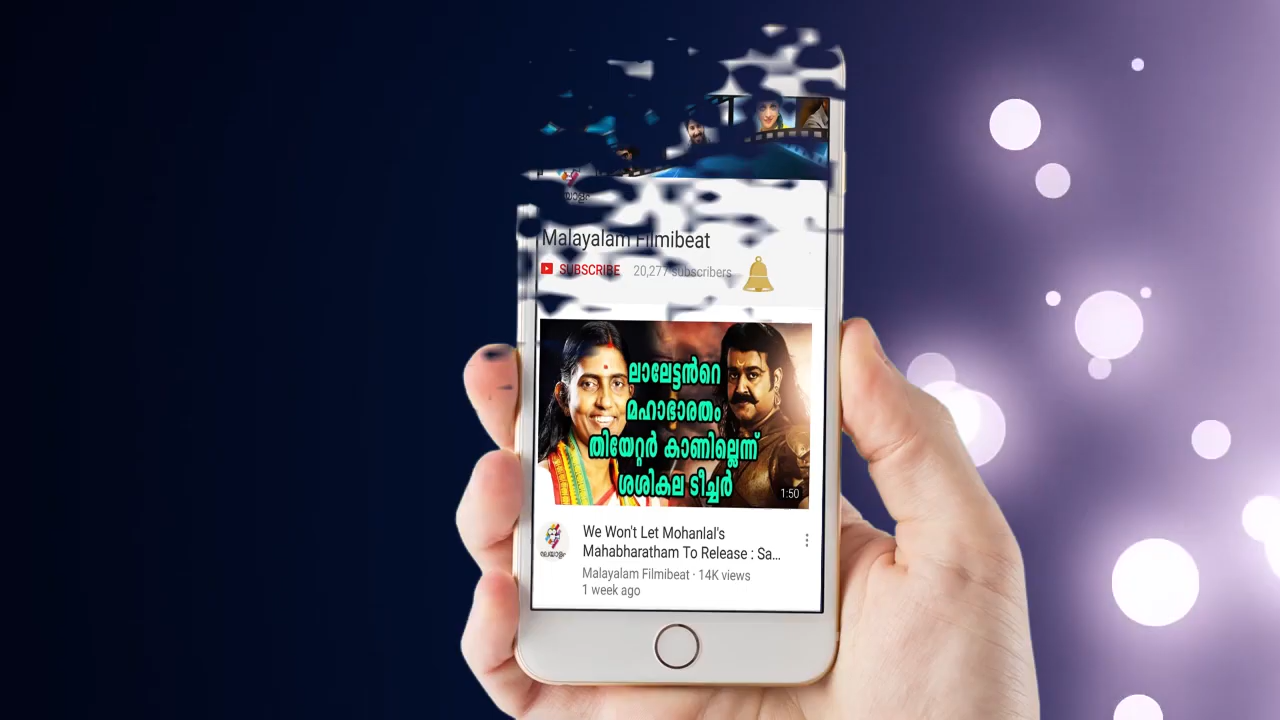 Malayalam Filmibeat
SUBSCRIBE 20,277 subscribers
ലാലേട്ടൻറെ
മഹാഭാരതം
തിയേറ്റർ കാണില്ലെന്ന്
ശശികല ടീച്ചർ
1:50
We Won't Let Mohanlal's
Mahabharatham To Release : Sa...
Malayalam Filmibeat · 14K views
1 week ago